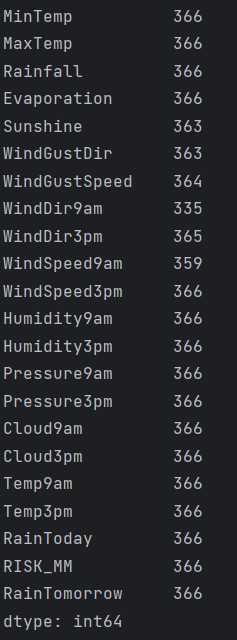 MinTemp 366
MaxTemp 366
Rainfall 366
Evaporation 366
Sunshine 363
WindGustDir 363
WindGustSpeed 364
WindDir9am 335
WindDir3pm 365
WindSpeed9am 359
WindSpeed3pm 366
Humidity9am 366
Humidity3pm 366
Pressure9am 366
Pressure3pm 366
Cloud9am 366
Cloud3pm 366
Temp9am 366
Temp3pm 366
RainToday 366
RISK_MM 366
RainTomorrow 366
dtype: int64